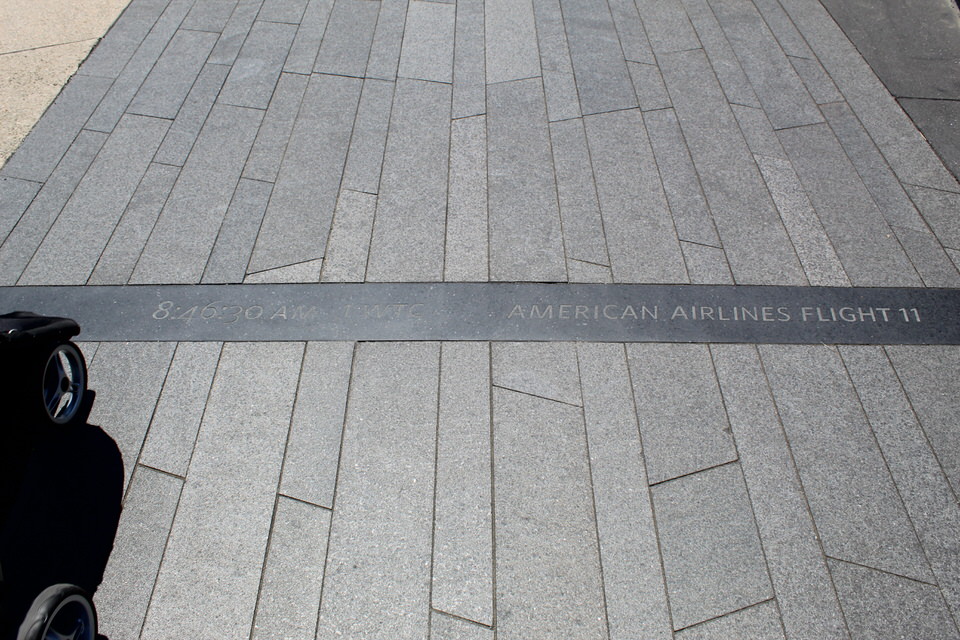 8:46:30 AM 1 WTC AMERICAN AIRLINES FLIGHT 11